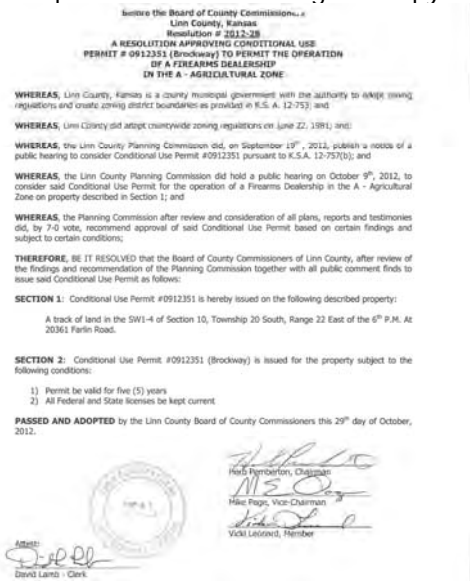 Before the Board of County Commissioners
Linn County, Kansas
Resolution # 2012-28
A RESOLUTION APPROVING CONDITIONAL USE
PERMIT # 0912351 (Brockway) TO PERMIT THE OPERATION
OF A FIREARMS DEALERSHIP
IN THE A - AGRICULTURAL ZONE
WHEREAS, Linn County, Kansas is a county municipal government with the authority to adopt zoning
regulations and create zoning district boundaries as provided in K.S. A. 12-753; and
WHEREAS, Linn County did adopt countywide zoning regulations on June 22, 1981; and
WHEREAS, the Linn County Planning Commission did, on September 19th, 2012, publish a notice of a
public hearing to consider Conditional Use Permit #0912351 pursuant to K.S.A. 12-757(b); and
WHEREAS, the Linn County Planning Commission did hold a public hearing on October 9th, 2012, to
consider said Conditional Use Permit for the operation of a Firearms Dealership in the A - Agricultural
Zone on property described in Section 1; and
WHEREAS, the Planning Commission after review and consideration of all plans, reports and testimonies
did, by 7-0 vote, recommend approval of said Conditional Use Permit based on certain findings and
subject to certain conditions;
THEREFORE, BE IT RESOLVED that the Board of County Commissioners of Linn County, after review of
the findings and recommendation of the Planning Commission together with all public comment finds to
issue said Conditional Use Permit as follows:
SECTION 1: Conditional Use Permit #0912351 is hereby issued on the following described property:
A track of land in the SW1-4 of Section 10, Township 20 South, Range 22 East of the 6th P.M. At
20361 Farlin Road.
SECTION 2: Conditional Use Permit #0912351 (Brockway) is issued for the property subject to the
following conditions:
1) Permit be valid for five (5) years
2) All Federal and State licenses be kept current
PASSED AND ADOPTED by the Linn County Board of County Commissioners this 29th day of October,
2012.
Herb Pemberton, Chairman
Mike Page, Vice-Chairman
Vicki Leonard, Member
Attest:
David Lamb - Clerk